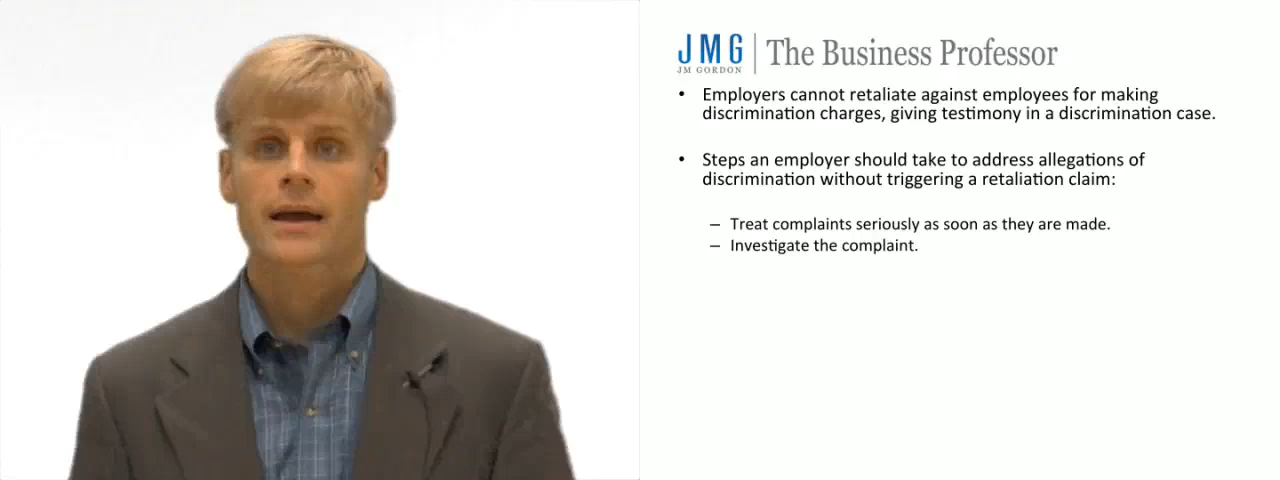 JMG
JM GORDON
The Business Professor
• Employers cannot retaliate against employees for making
discrimination charges, giving testimony in a discrimination case.
• Steps an employer should take to address allegations of
discrimination without triggering a retaliation claim:
– Treat complaints seriously as soon as they are made.
– Investigate the complaint.